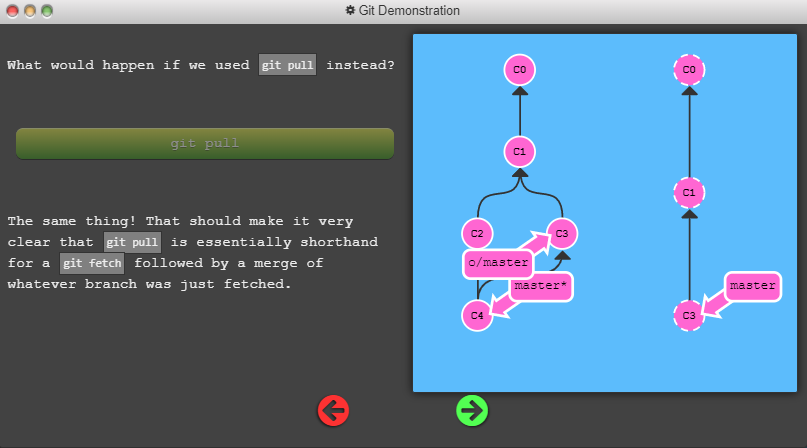 Git Demonstration
What would happen if we used git pull instead?
git pull
The same thing! That should make it very
clear that git pull is essentially shorthand
for a git fetch followed by a merge of
whatever branch was just fetched.
C0
C1
C2
C3
o/master
master*
C4
C0
C1
master
C3